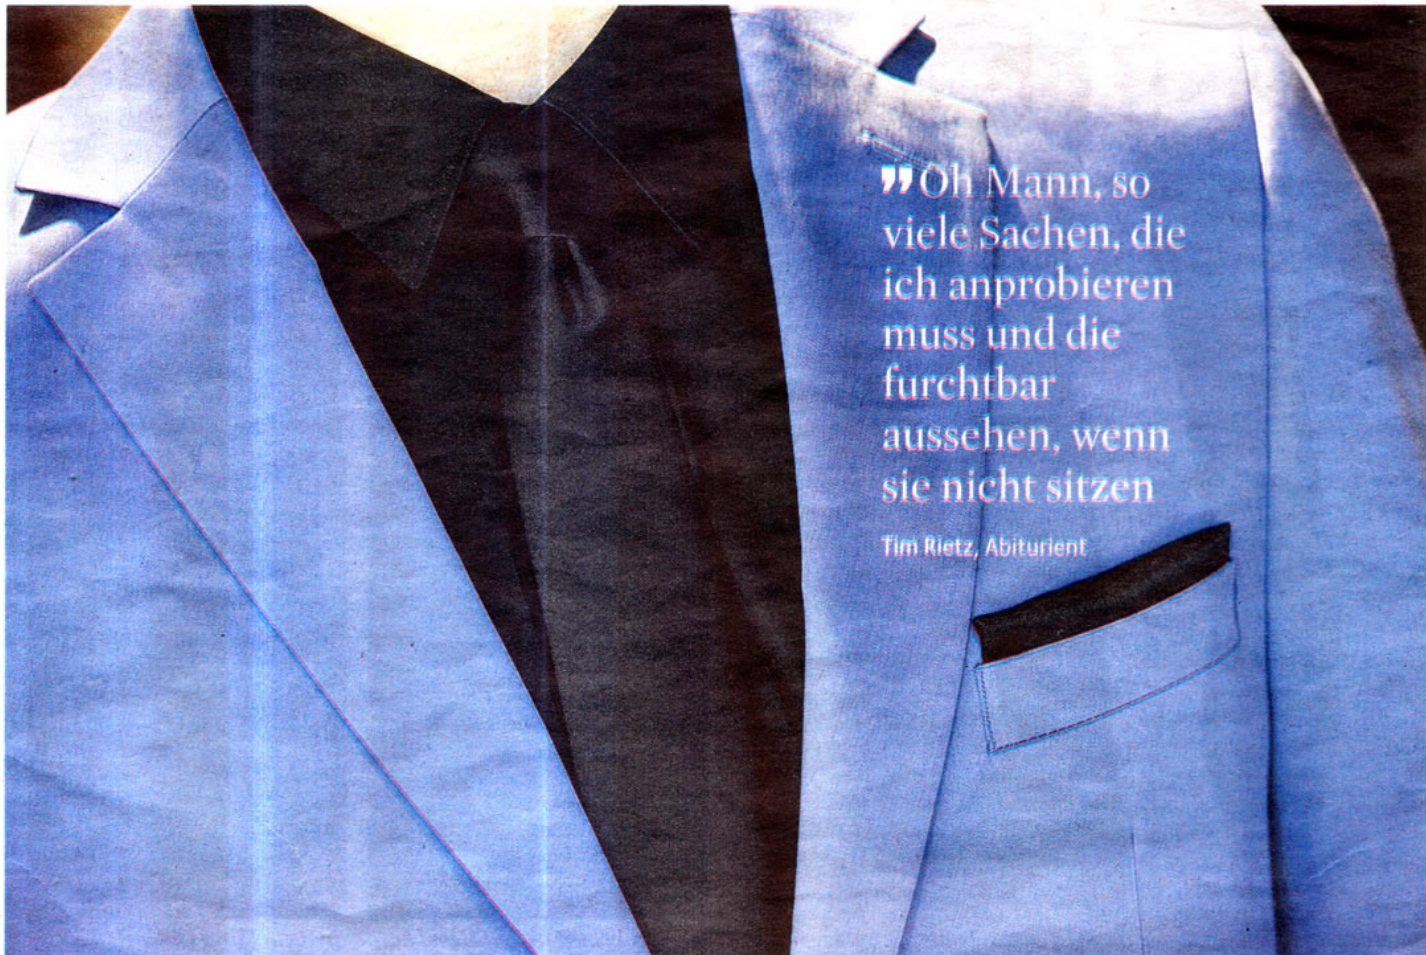 ”Oh Mann, so
viele Sachen, die
ich anprobieren
muss und die
furchtbar
aussehen, wenn
sie nicht sitzen
Tim Rietz, Abiturient